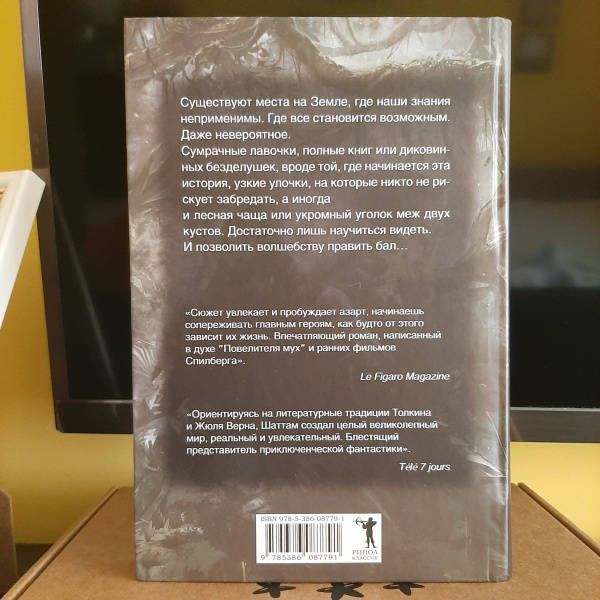 Существуют места на Земле, где наши знания
неприменимы. Где все становится возможным.
Даже невероятное.
Сумрачные лавочки, полные книг или диковин-
ных безделушек, вроде той, где начинается эта
история, узкие улочки, на которые никто не ри-
скует забредать, а иногда
и лесная чаща или укромный уголок меж двух
кустов. Достаточно лишь научиться видеть.
И позволить волшебству править бал...
«Сюжет увлекает и пробуждает азарт, начинаешь
сопереживать главным героям, как будто от этого
зависит их жизнь. Впечатляющий роман, написанный
в духе "Повелителя мух" и ранних фильмов
Спилберга».
Le Figaro Magazine
«Ориентируясь на литературные традиции Толкина
и Жюля Верна, Шаттам создал целый великолепный
мир, реальный и увлекательный. Блестящий
представитель приключенческой фантастики».
Télé 7 jours
ISBN 978-5-386-08779-1
9 785386 087791
РИПОЛ
КЛАССИК